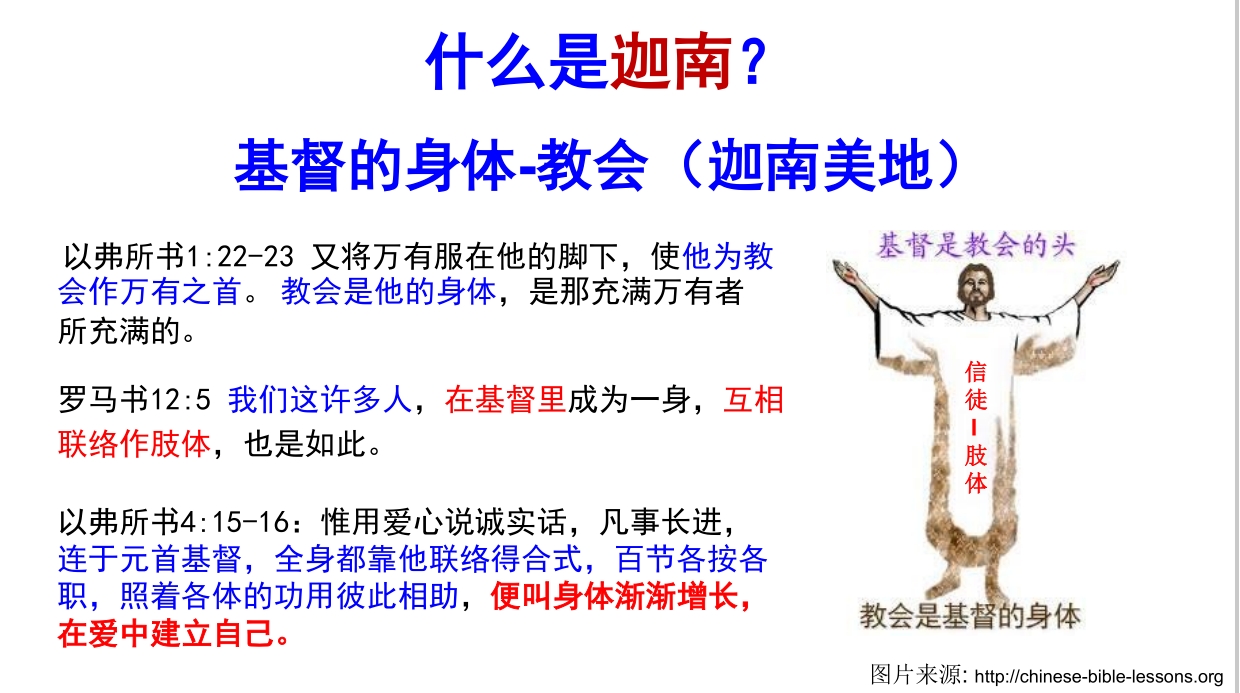 什么是迦南？
基督的身体-教会（迦南美地）
以弗所书1:22-23 又将万有服在他的脚下，使他为教
会作万有之首。 教会是他的身体，是那充满万有者
所充满的。
罗马书12:5 我们这许多人，在基督里成为一身，互相
联络作肢体，也是如此。
以弗所书4:15-16：惟用爱心说诚实话，凡事长进，
连于元首基督，全身都靠他联络得合式，百节各按各
职，照着各体的功用彼此相助，便叫身体渐渐增长，
在爱中建立自己。
基督是教会的头
信
徒
I
肢
体
教会是基督的身体
图片来源: http://chinese-bible-lessons.org